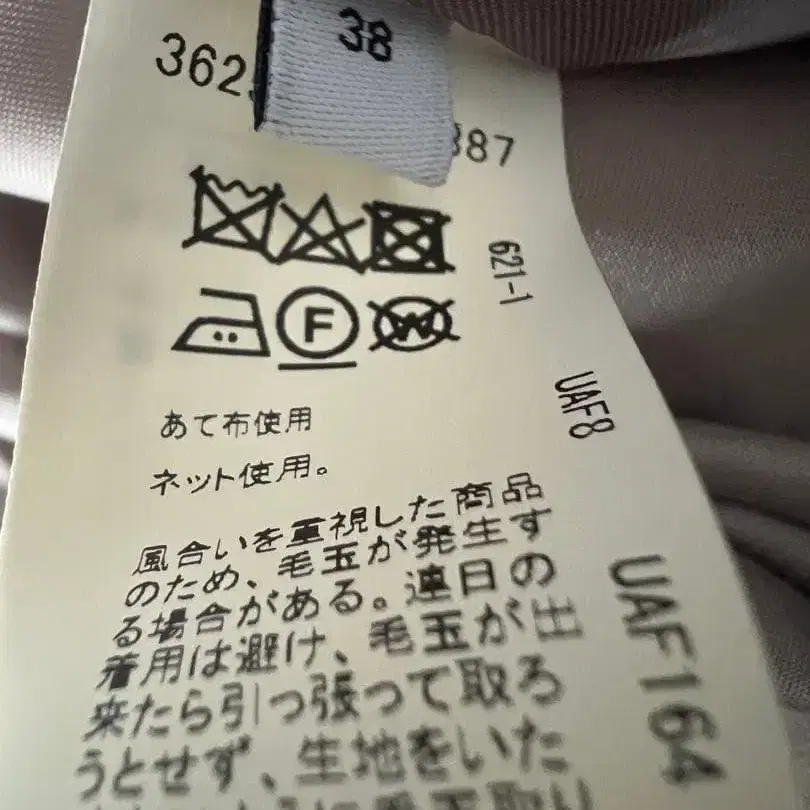 38
362
387
621-1
F
W
UAF8
あて布使用
ネット使用。
風合いを重視した商品
のため、毛玉が発生す
る場合がある。連日の
着用は避け、毛玉が出
来たら引っ張って取ろ
うとせず、生地をいた
UAF164